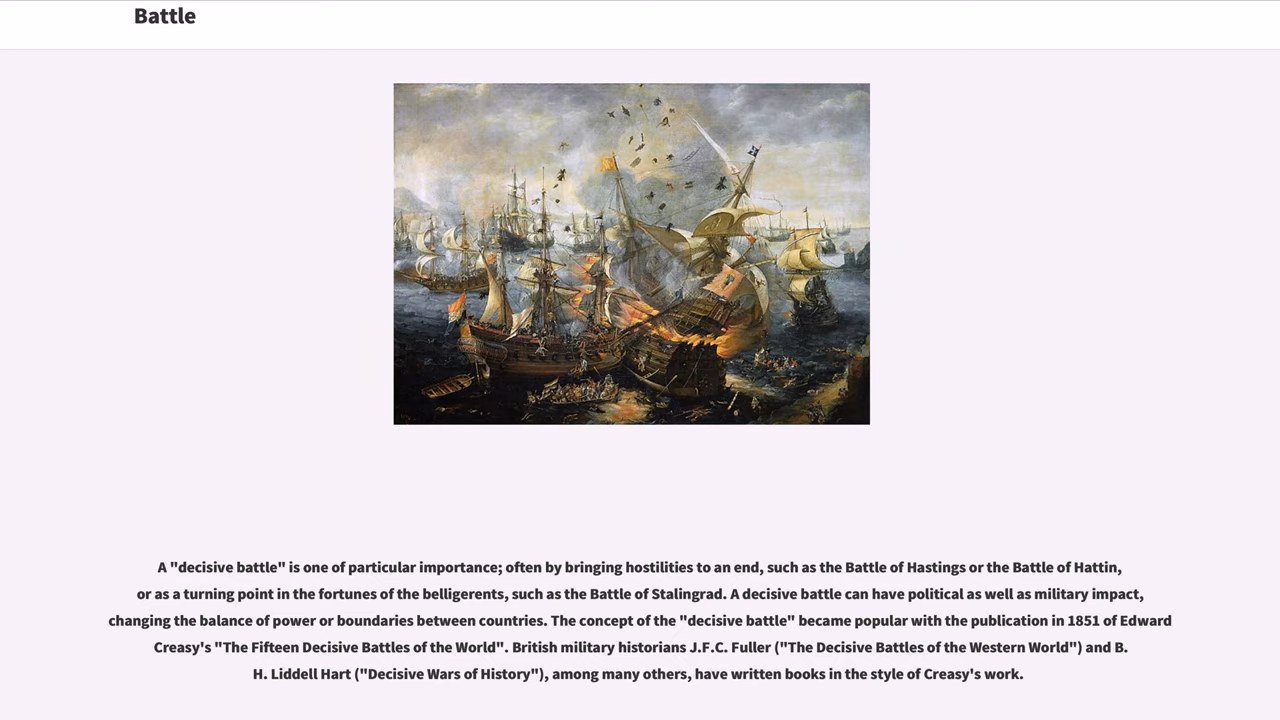 Battle
A "decisive battle" is one of particular importance; often by bringing hostilities to an end, such as the Battle of Hastings or the Battle of Hattin,
or as a turning point in the fortunes of the belligerents, such as the Battle of Stalingrad. A decisive battle can have political as well as military impact,
changing the balance of power or boundaries between countries. The concept of the "decisive battle" became popular with the publication in 1851 of Edward
Creasy's "The Fifteen Decisive Battles of the World". British military historians J.F.C. Fuller ("The Decisive Battles of the Western World") and B.
H. Liddell Hart ("Decisive Wars of History"), among many others, have written books in the style of Creasy's work.